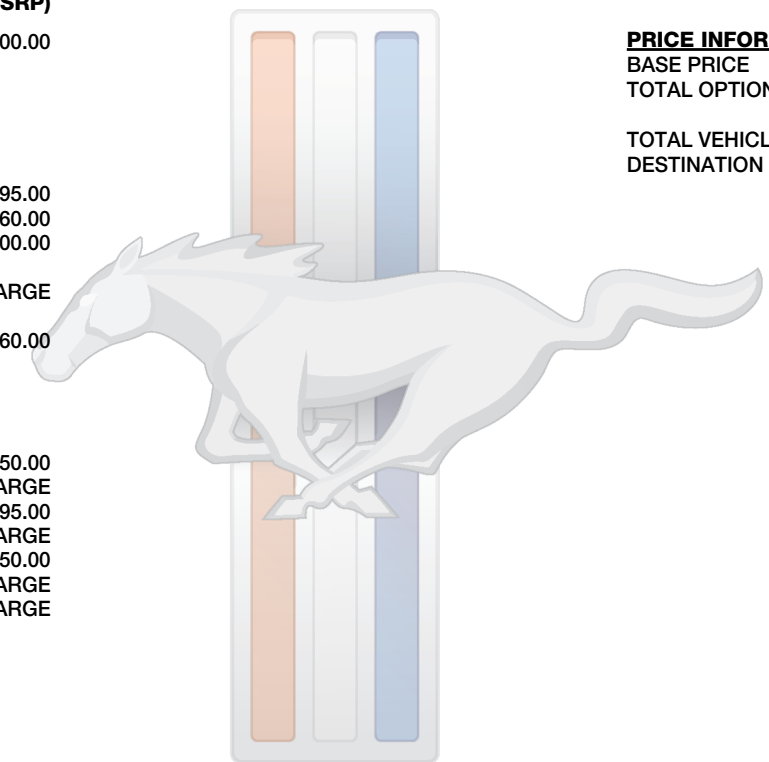 SRP)
00.00
95.00
60.00
00.00
ARGE
60.00
50.00
ARGE
95.00
ARGE
50.00
ARGE
ARGE
PRICE INFOR
BASE PRICE
TOTAL OPTION
TOTAL VEHICL
DESTINATION